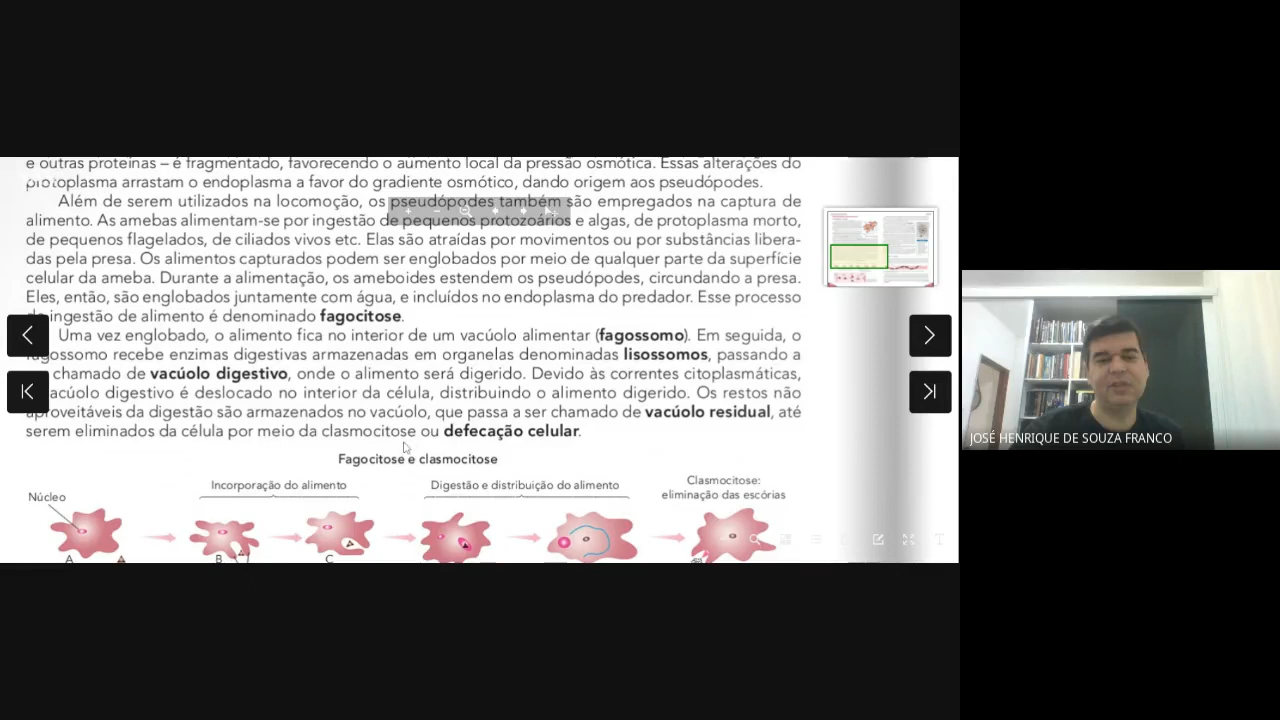 e outras proteínas – é fragmentado, favorecendo o aumento local da pressão osmótica. Essas alterações do
protoplasma arrastam o endoplasma a favor do gradiente osmótico, dando origem aos pseudópodes.
Além de serem utilizados na locomoção, os pseudópodes também são empregados na captura de
alimento. As amebas alimentam-se por ingestão de pequenos protozoários e algas, de protoplasma morto,
de pequenos flagelados, de ciliados vivos etc. Elas são atraídas por movimentos ou por substâncias libera-
das pela presa. Os alimentos capturados podem ser englobados por meio de qualquer parte da superfície
celular da ameba. Durante a alimentação, os ameboides estendem os pseudópodes, circundando a presa.
Eles, então, são englobados juntamente com água, e incluídos no endoplasma do predador. Esse processo
de ingestão de alimento é denominado fagocitose.
Uma vez englobado, o alimento fica no interior de um vacúolo alimentar (fagossomo). Em seguida, o
fagossomo recebe enzimas digestivas armazenadas em organelas denominadas lisossomos, passando a
chamado de vacúolo digestivo, onde o alimento será digerido. Devido às correntes citoplasmáticas,
vacúolo digestivo é deslocado no interior da célula, distribuindo o alimento digerido. Os restos não
aproveitáveis da digestão são armazenados no vacúolo, que passa a ser chamado de vacúolo residual, até
serem eliminados da célula por meio da clasmocitose ou defecação celular.
Fagocitose e clasmocitose
Núcleo
Incorporação do alimento
Digestão e distribuição do alimento
Clasmocitose:
eliminação das escórias
A
B
C
JOSÉ HENRIQUE DE SOUZA FRANCO